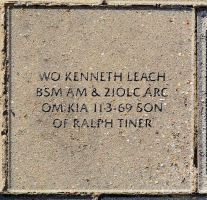 WO KENNETH LEACH
BSM AM & 21OLC ARC
OM KIA 11-3-69 SON
OF RALPH TINER